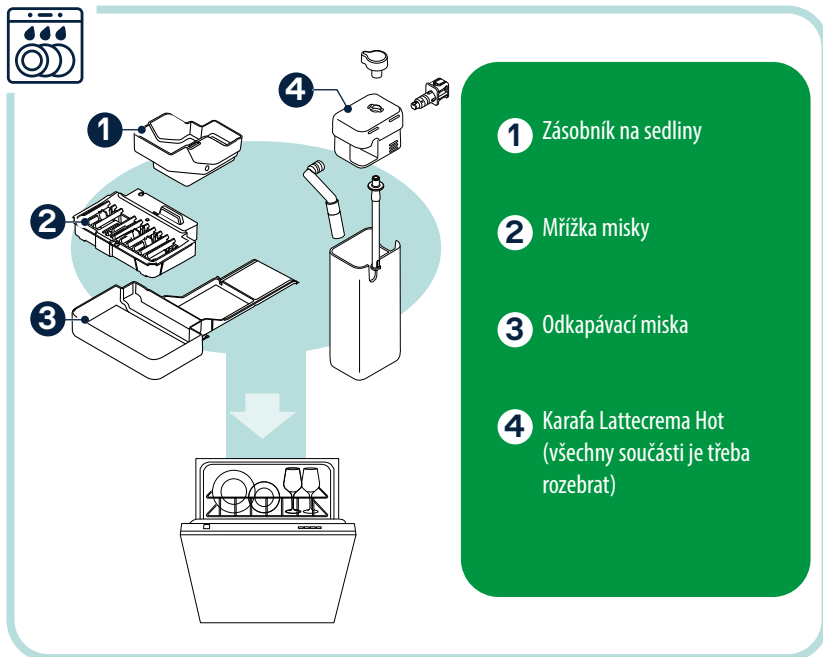 4
1
2
3
1 Zásobník na sedliny
2 Mřížka misky
3 Odkapávací miska
4 Karafa Lattecrema Hot
(všechny součásti je třeba
rozebrat)